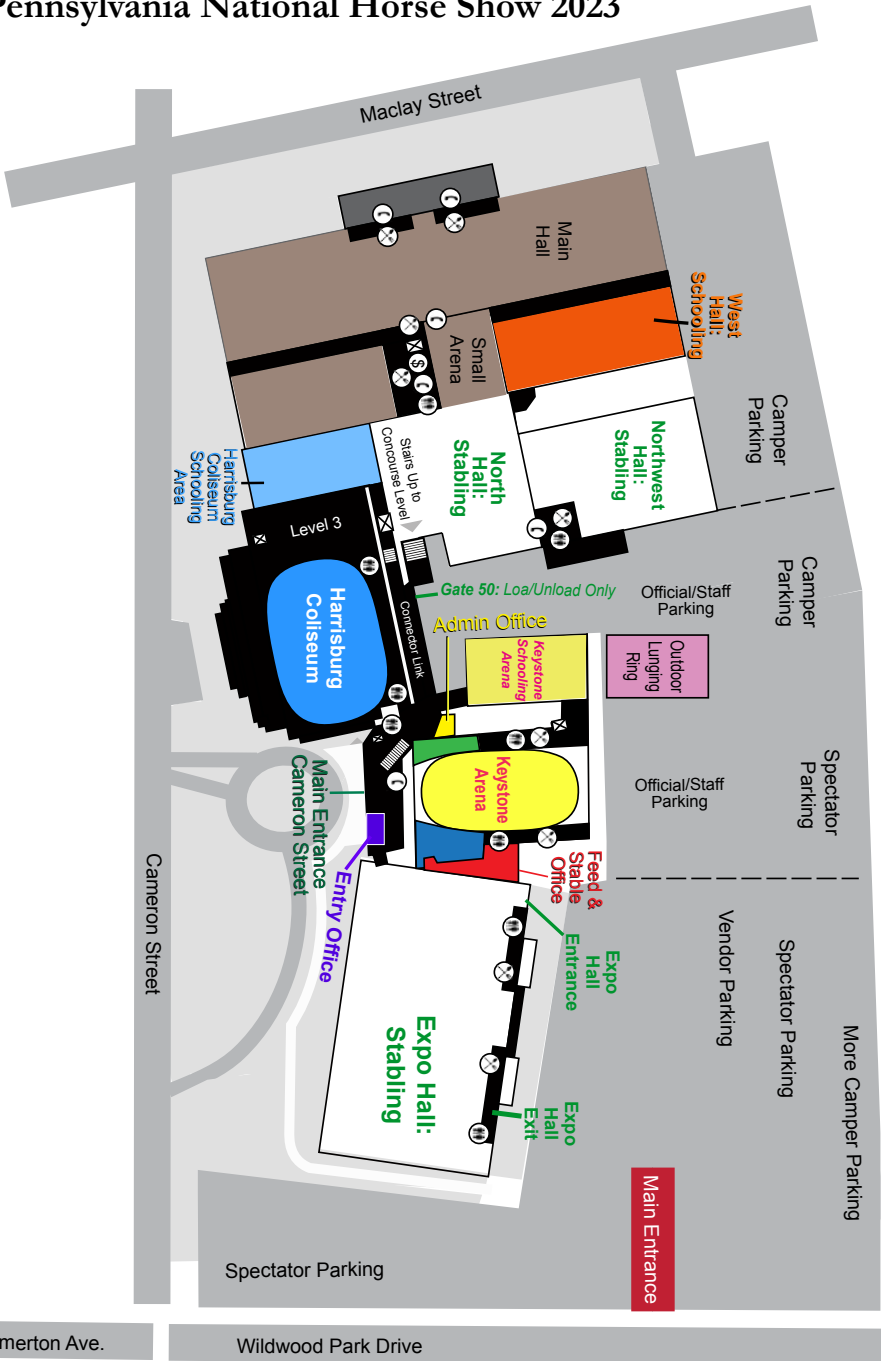 Pennsylvania National Horse Show 2023
Maclay Street
Main
Hall
West
Hall:
Schooling
Small
Arena
$
Camper
Parking
Northwest
Hall:
Stabling
North
Hall:
Stabling
Stairs Up to
Concourse Level
Harrisburg
Coliseum
Schooling
Area
Level 3
Camper
Parking
Gate 50: Loa/Unload Only
Official/Staff
Parking
Connector Link
Harrisburg
Coliseum
Admin Office
Keystone
Schooling
Arena
Outdoor
Lunging
Ring
Keystone
Arena
Official/Staff
Parking
Spectator
Parking
Main Entrance
Cameron Street
Entry Office
Feed &
Stable
Office
Cameron Street
Expo
Hall
Entrance
Vendor Parking
Spectator Parking
More Camper Parking
Expo Hall:
Stabling
Expo
Hall
Exit
Main Entrance
Spectator Parking
merton Ave.
Wildwood Park Drive